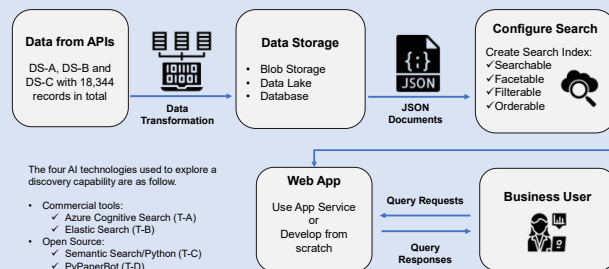 Data from APIs
DS-A, DS-B and
DS-C with 18,344
records in total
Data
Transformation
Data Storage
• Blob Storage
• Data Lake
• Database
{:}
JSON
JSON
Documents
Configure Search
Create Search Index:
✓Searchable
✓Facetable
✓Filterable
✓Orderable
The four AI technologies used to explore a
discovery capability are as follow.
• Commercial tools:
✓ Azure Cognitive Search (T-A)
✓ Elastic Search (T-B)
• Open Source:
✓ Semantic Search/Python (T-C)
✓ PyPaperBot (T-D)
Web App
Use App Service
or
Develop from
scratch
Query Requests
Query
Responses
Business User